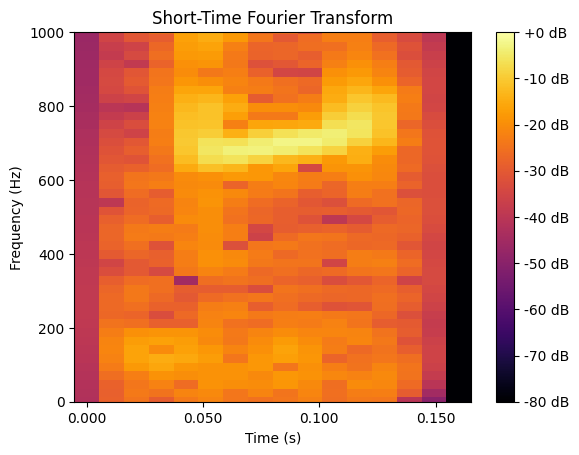 Short-Time Fourier Transform
Frequency (Hz)
1000
800
600
400
200
0
0.000 0.050 0.100 0.150
Time (s)
+0 dB
-10 dB
-20 dB
-30 dB
-40 dB
-50 dB
-60 dB
-70 dB
-80 dB